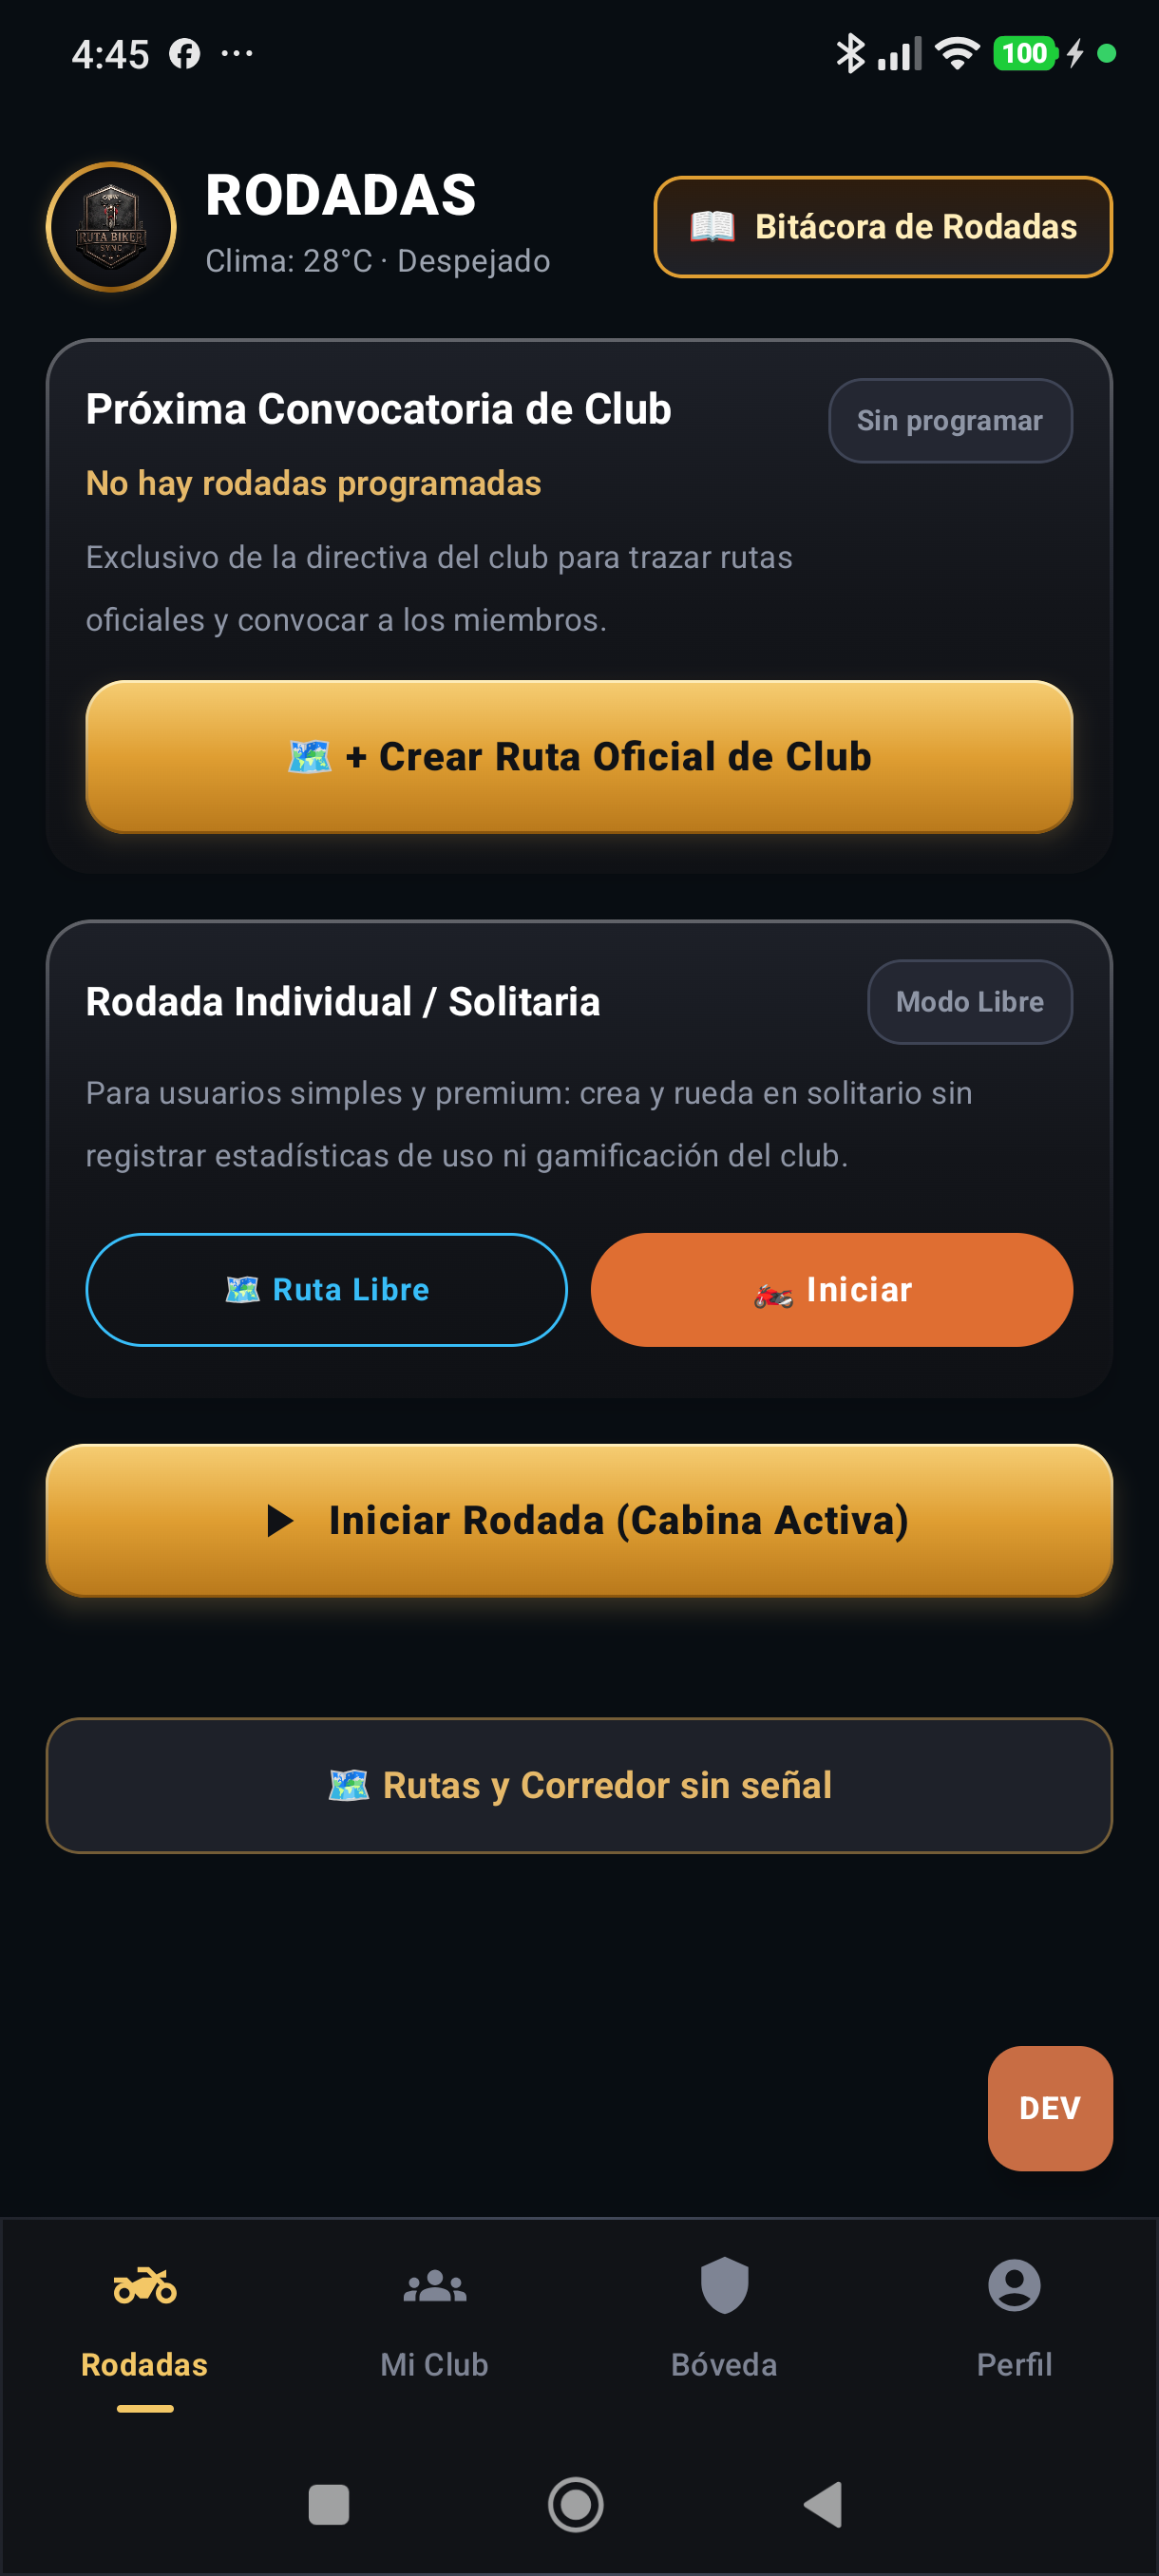 4:45
100
RUTA BIKER
SYNC
RODADAS
Clima: 28°C · Despejado
📖 Bitácora de Rodadas
Próxima Convocatoria de Club
Sin programar
No hay rodadas programadas
Exclusivo de la directiva del club para trazar rutas
oficiales y convocar a los miembros.
🗺️ + Crear Ruta Oficial de Club
Rodada Individual / Solitaria
Modo Libre
Para usuarios simples y premium: crea y rueda en solitario sin
registrar estadísticas de uso ni gamificación del club.
🗺️ Ruta Libre
🏍️ Iniciar
Iniciar Rodada (Cabina Activa)
🗺️ Rutas y Corredor sin señal
DEV
Rodadas
Mi Club
Bóveda
Perfil